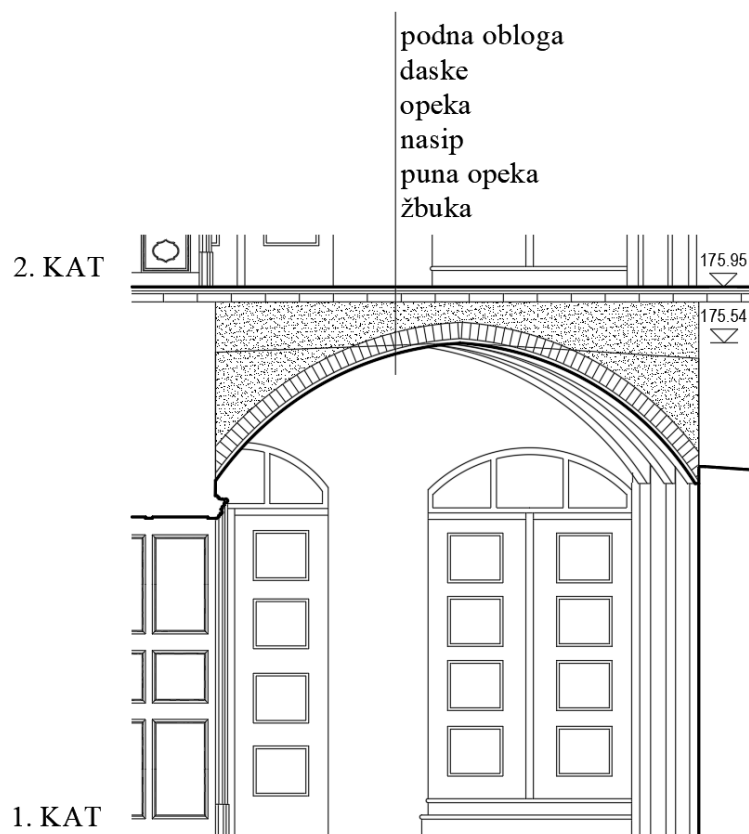 podna obloga
daske
opeka
nasip
puna opeka
žbuka
2. KAT
175.95
175.54
1. KAT